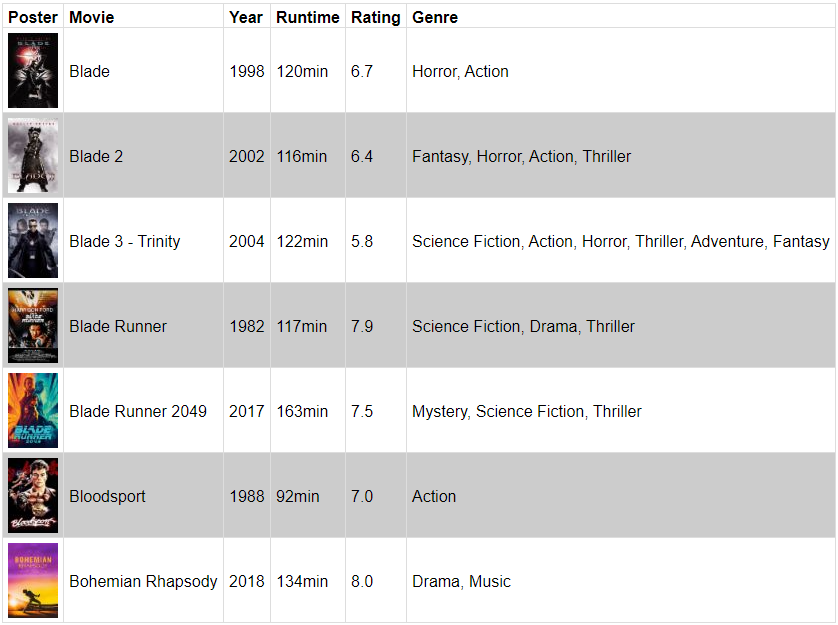 Poster Movie Year Runtime Rating Genre
BLADE
Blade 1998 120min 6.7 Horror, Action
Blade 2 2002 116min 6.4 Fantasy, Horror, Action, Thriller
BLADE
Blade 3 - Trinity 2004 122min 5.8 Science Fiction, Action, Horror, Thriller, Adventure, Fantasy
HARRISON FORD
BLADE
RUNNER
Blade Runner 1982 117min 7.9 Science Fiction, Drama, Thriller
BLADE
RUNNER
2049
Blade Runner 2049 2017 163min 7.5 Mystery, Science Fiction, Thriller
Bloodsport
Bloodsport 1988 92min 7.0 Action
BOHEMIAN
RHAPSODY
Bohemian Rhapsody 2018 134min 8.0 Drama, Music